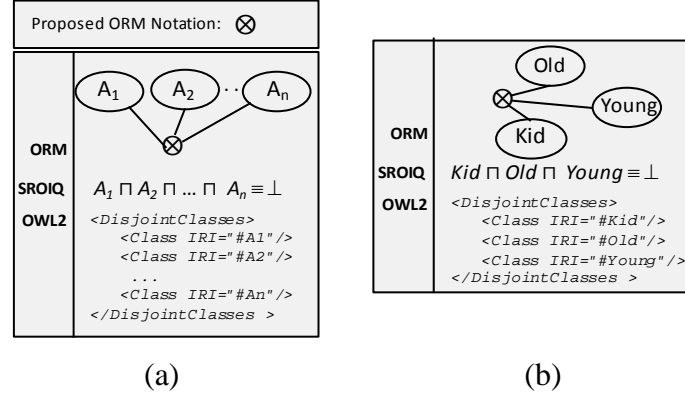 Proposed ORM Notation: ⊗
A1 A2 .. An
ORM
SROIQ A1 ⊓ A2 ⊓ ... ⊓ An ≡ ⊥
OWL2 <DisjointClasses>
<Class IRI="#A1"/>
<Class IRI="#A2"/>
...
<Class IRI="#An"/>
</DisjointClasses >
(a)
Old
Young
Kid
ORM
SROIQ Kid ⊓ Old ⊓ Young ≡ ⊥
OWL2 <DisjointClasses>
<Class IRI="#Kid"/>
<Class IRI="#Old"/>
<Class IRI="#Young"/>
</DisjointClasses >
(b)